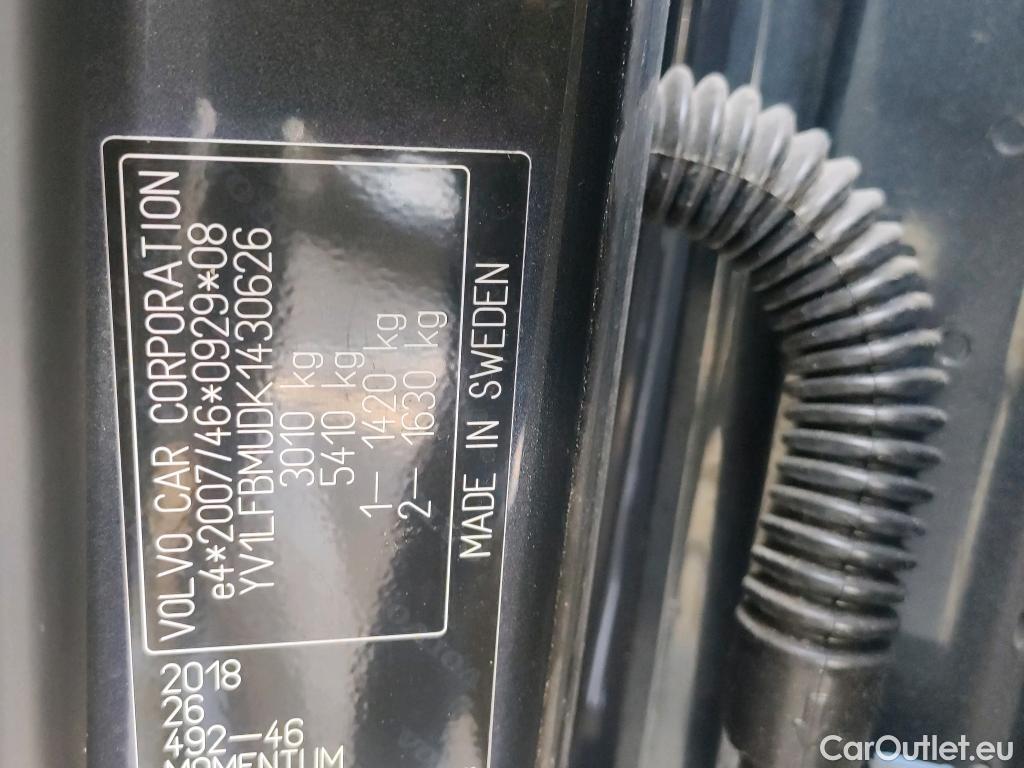 VOLVO CAR CORPORATION
e4*2007/46*0929*08
YV1LFBMUDK1430626
3010 kg
5410 kg
1— 1420 kg
2— 1630 kg
MADE IN SWEDEN
2018
26
492—46
MOMENTUM
CarOutlet.eu